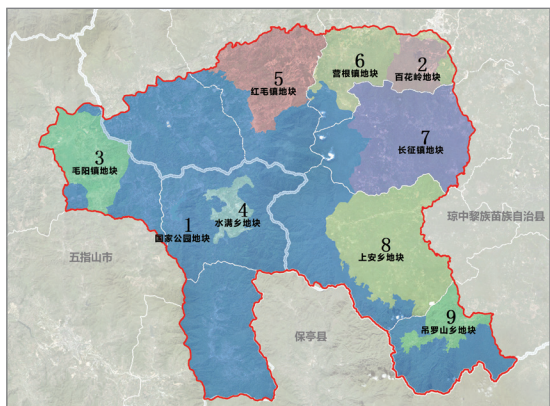 6
营根镇地块
2
百花岭地块
5
红毛镇地块
7
长征镇地块
3
毛阳镇地块
4
水满乡地块
1
国家公园地块
琼中黎族苗族自治县
8
上安乡地块
五指山市
9
吊罗山乡地块
保亭县